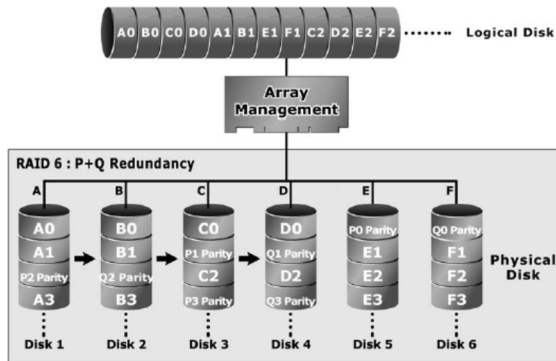 A0 B0 C0 D0 A1 B1 E1 F1 C2 D2 E2 F2 Logical Disk
Array
Management
RAID 6 : P+Q Redundancy
A B C D E F
A0 B0 C0 D0 P0 Parity Q0 Parity
A1 B1 P1 Parity Q1 Parity E1 F1
P2 Parity Q2 Parity C2 D2 E2 F2
A3 B3 P3 Parity Q3 Parity E3 F3
Physical
Disk
Disk 1 Disk 2 Disk 3 Disk 4 Disk 5 Disk 6